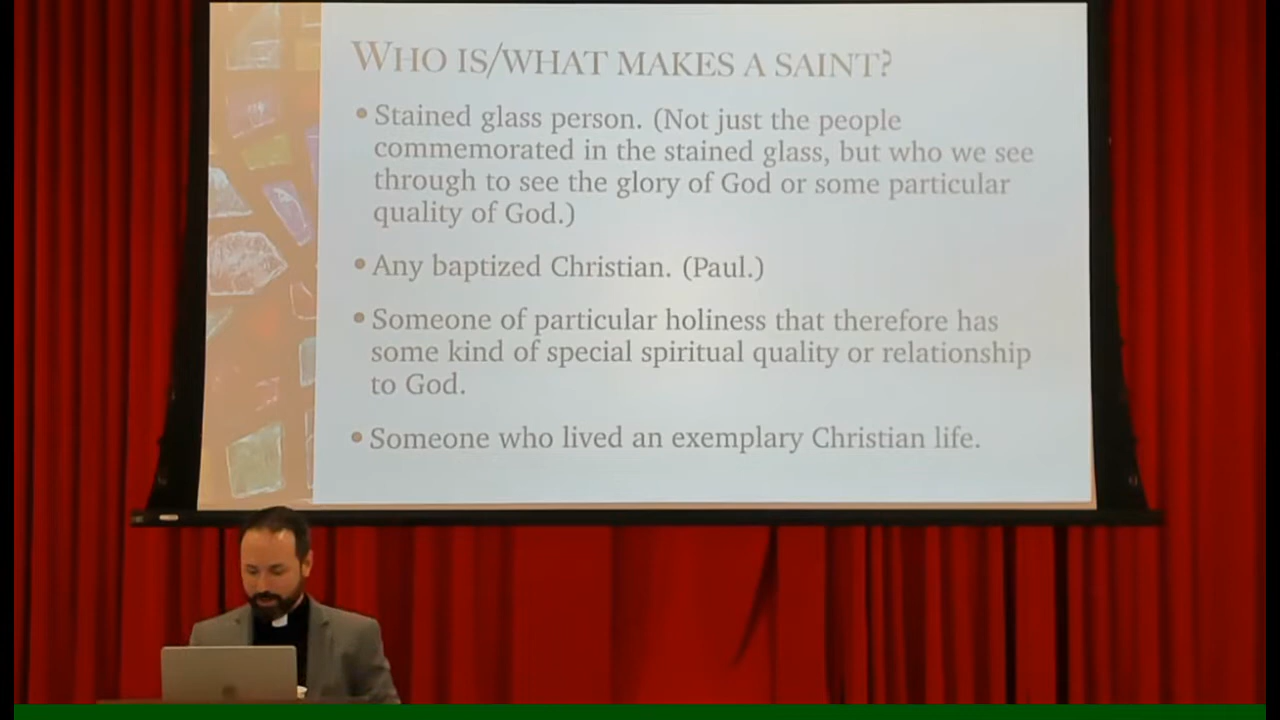 WHO IS/WHAT MAKES A SAINT?
• Stained glass person. (Not just the people
commemorated in the stained glass, but who we see
through to see the glory of God or some particular
quality of God.)
• Any baptized Christian. (Paul.)
• Someone of particular holiness that therefore has
some kind of special spiritual quality or relationship
to God.
• Someone who lived an exemplary Christian life.